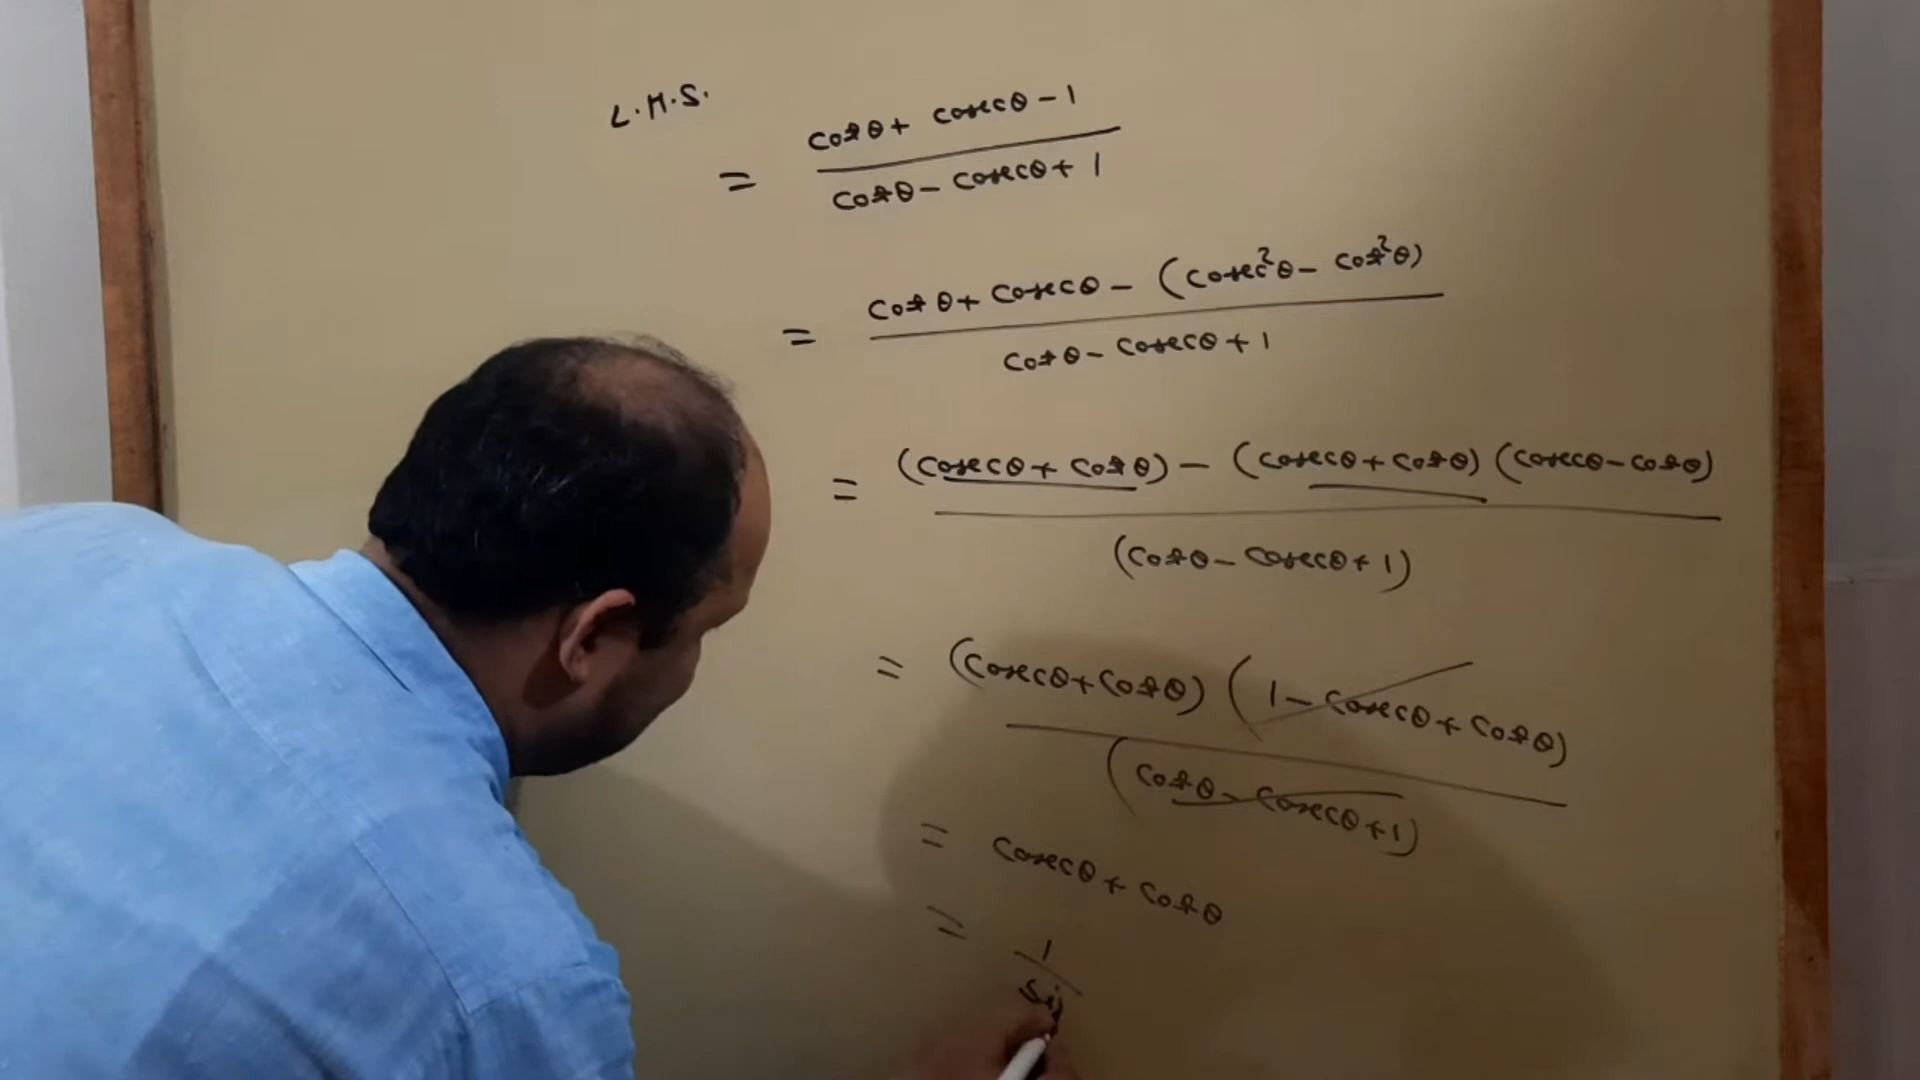 L.H.S.
= cotθ + cosecθ - 1
cotθ - cosecθ + 1
= cotθ + cosecθ - (cosec²θ - cot²θ)
cotθ - cosecθ + 1
= (cosecθ + cotθ) - (cosecθ + cotθ) (cosecθ - cotθ)
(cotθ - cosecθ + 1)
= (cosecθ + cotθ) (1 - cosecθ + cotθ)
(cotθ - cosecθ + 1)
= cosecθ + cotθ
= 1
Sin